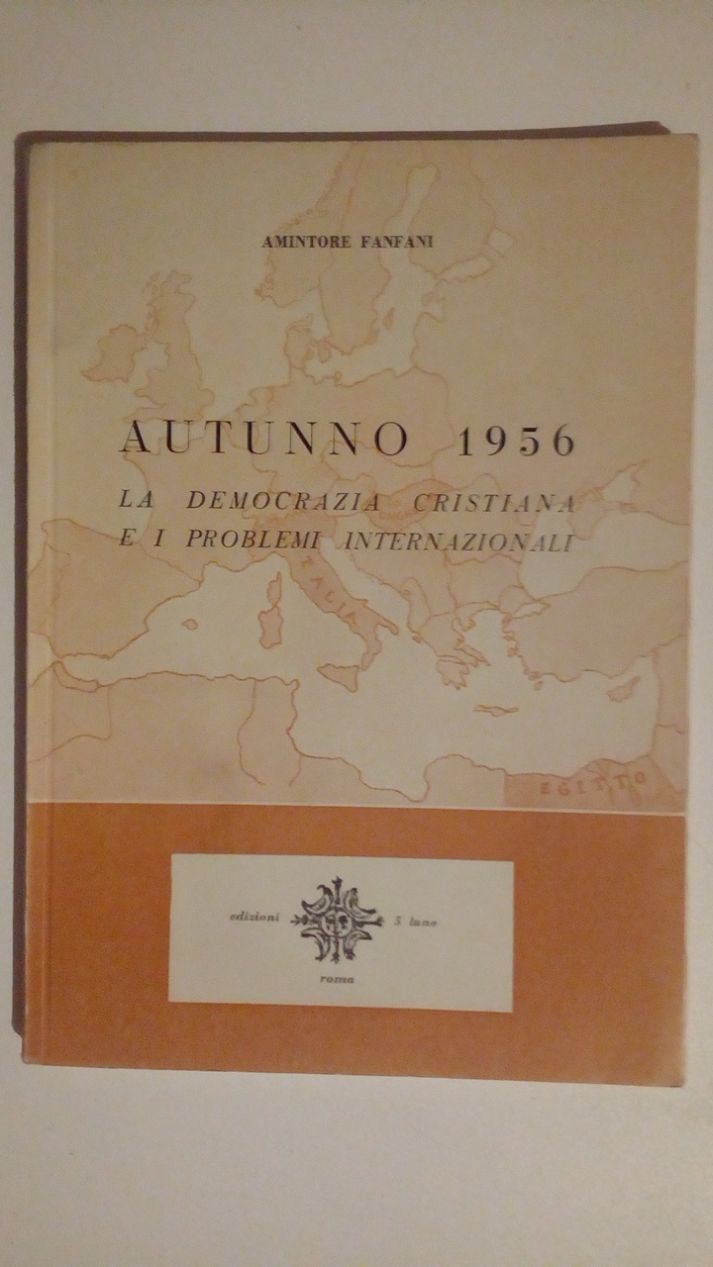 AMINTORE FANFANI
AUTUNNO 1956
LA DEMOCRAZIA CRISTIANA
E I PROBLEMI INTERNAZIONALI
ITALIA
EGITTO
edizioni 5 lune
roma